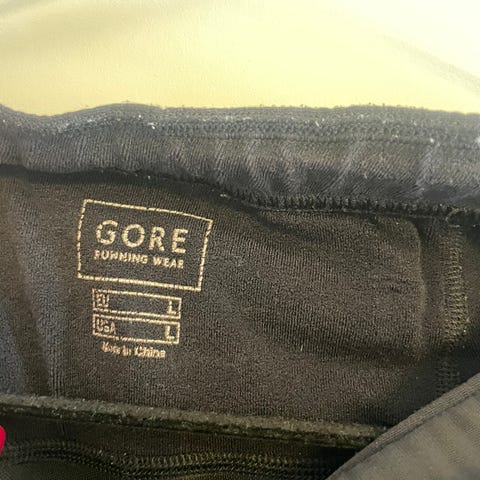 GORE
RUNNING WEAR
EU L
USA L
Made in China